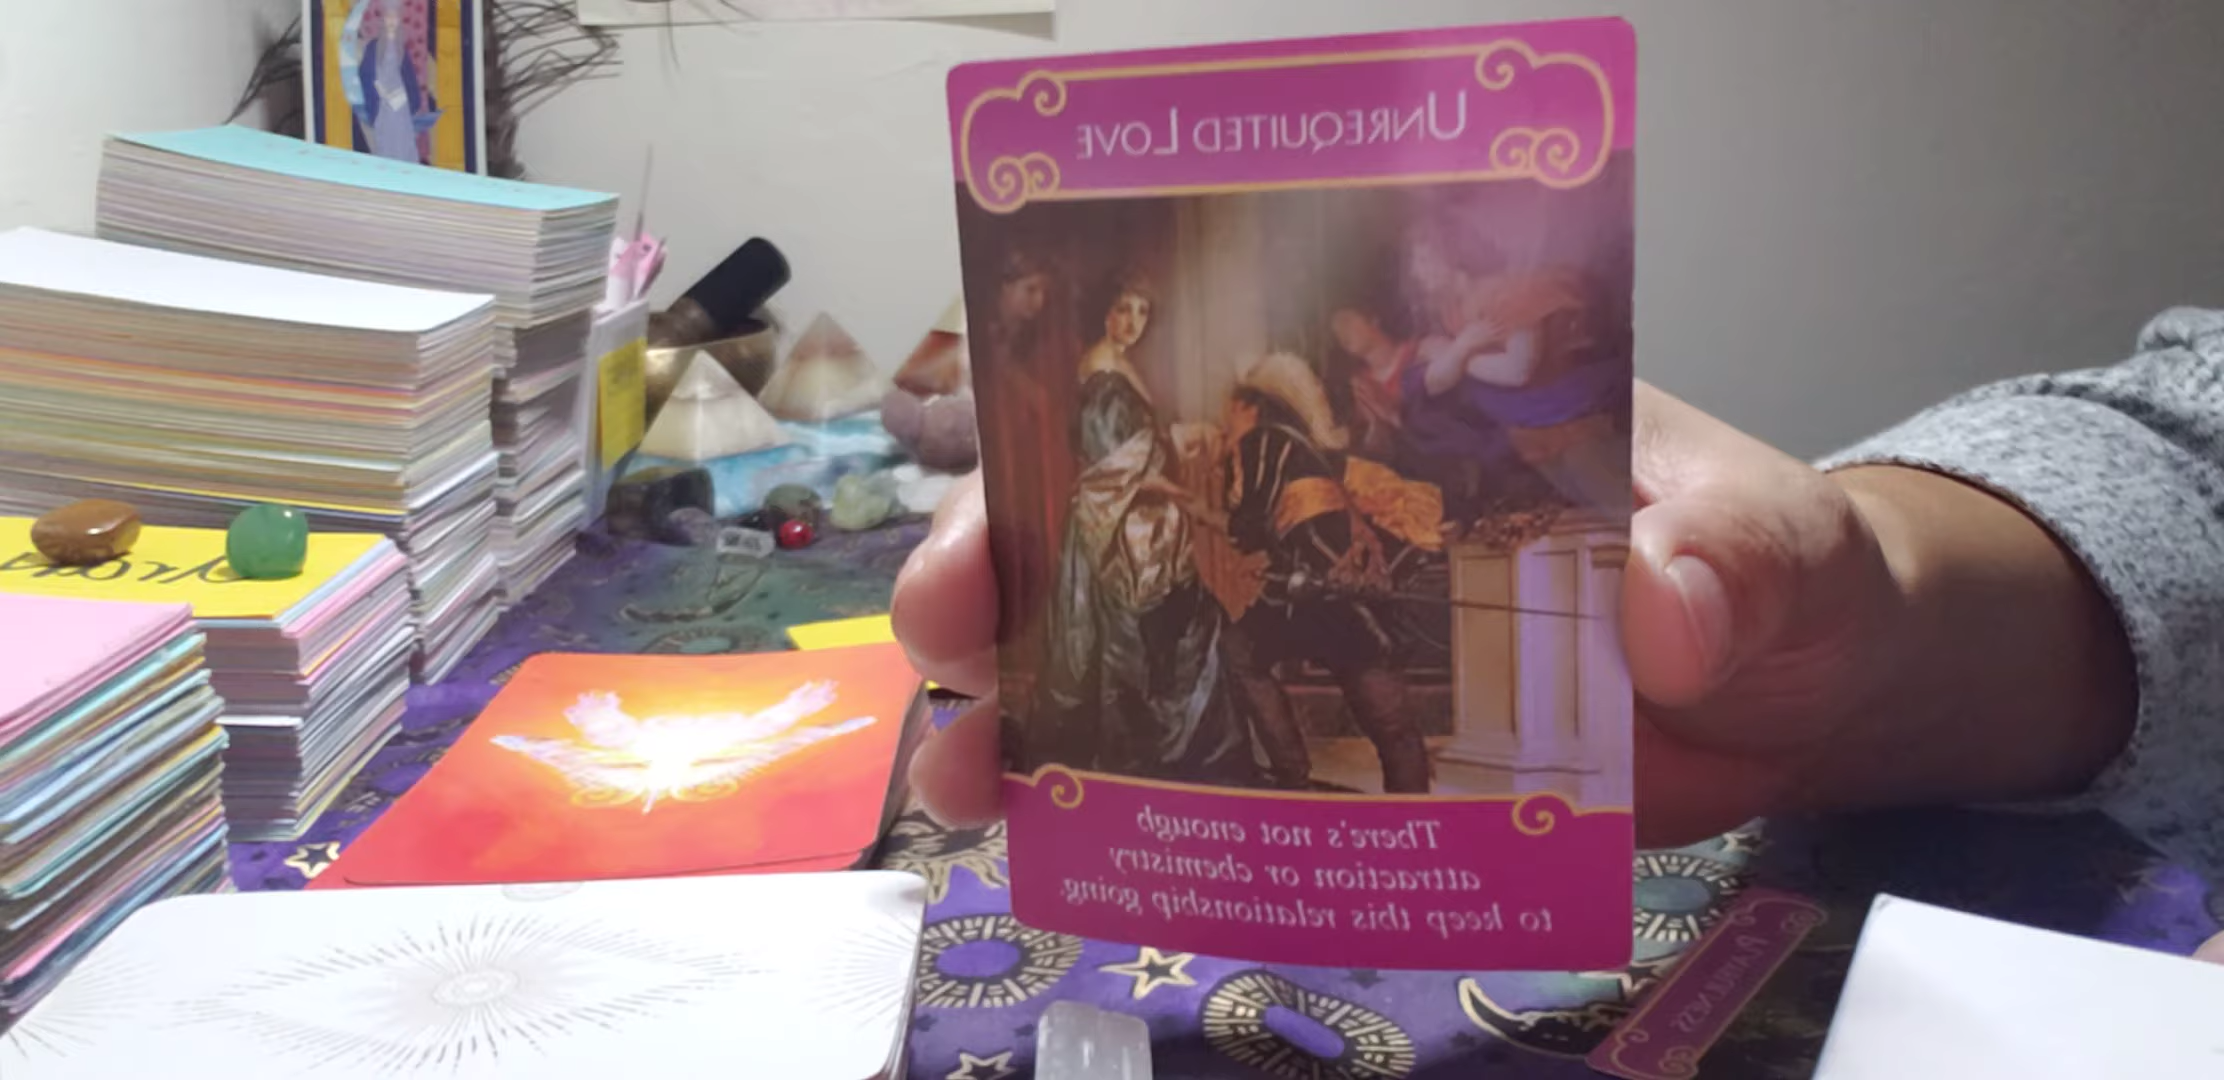 UNREQUITED LOVE
There's not enough
attraction or chemistry
to keep this relationship going.